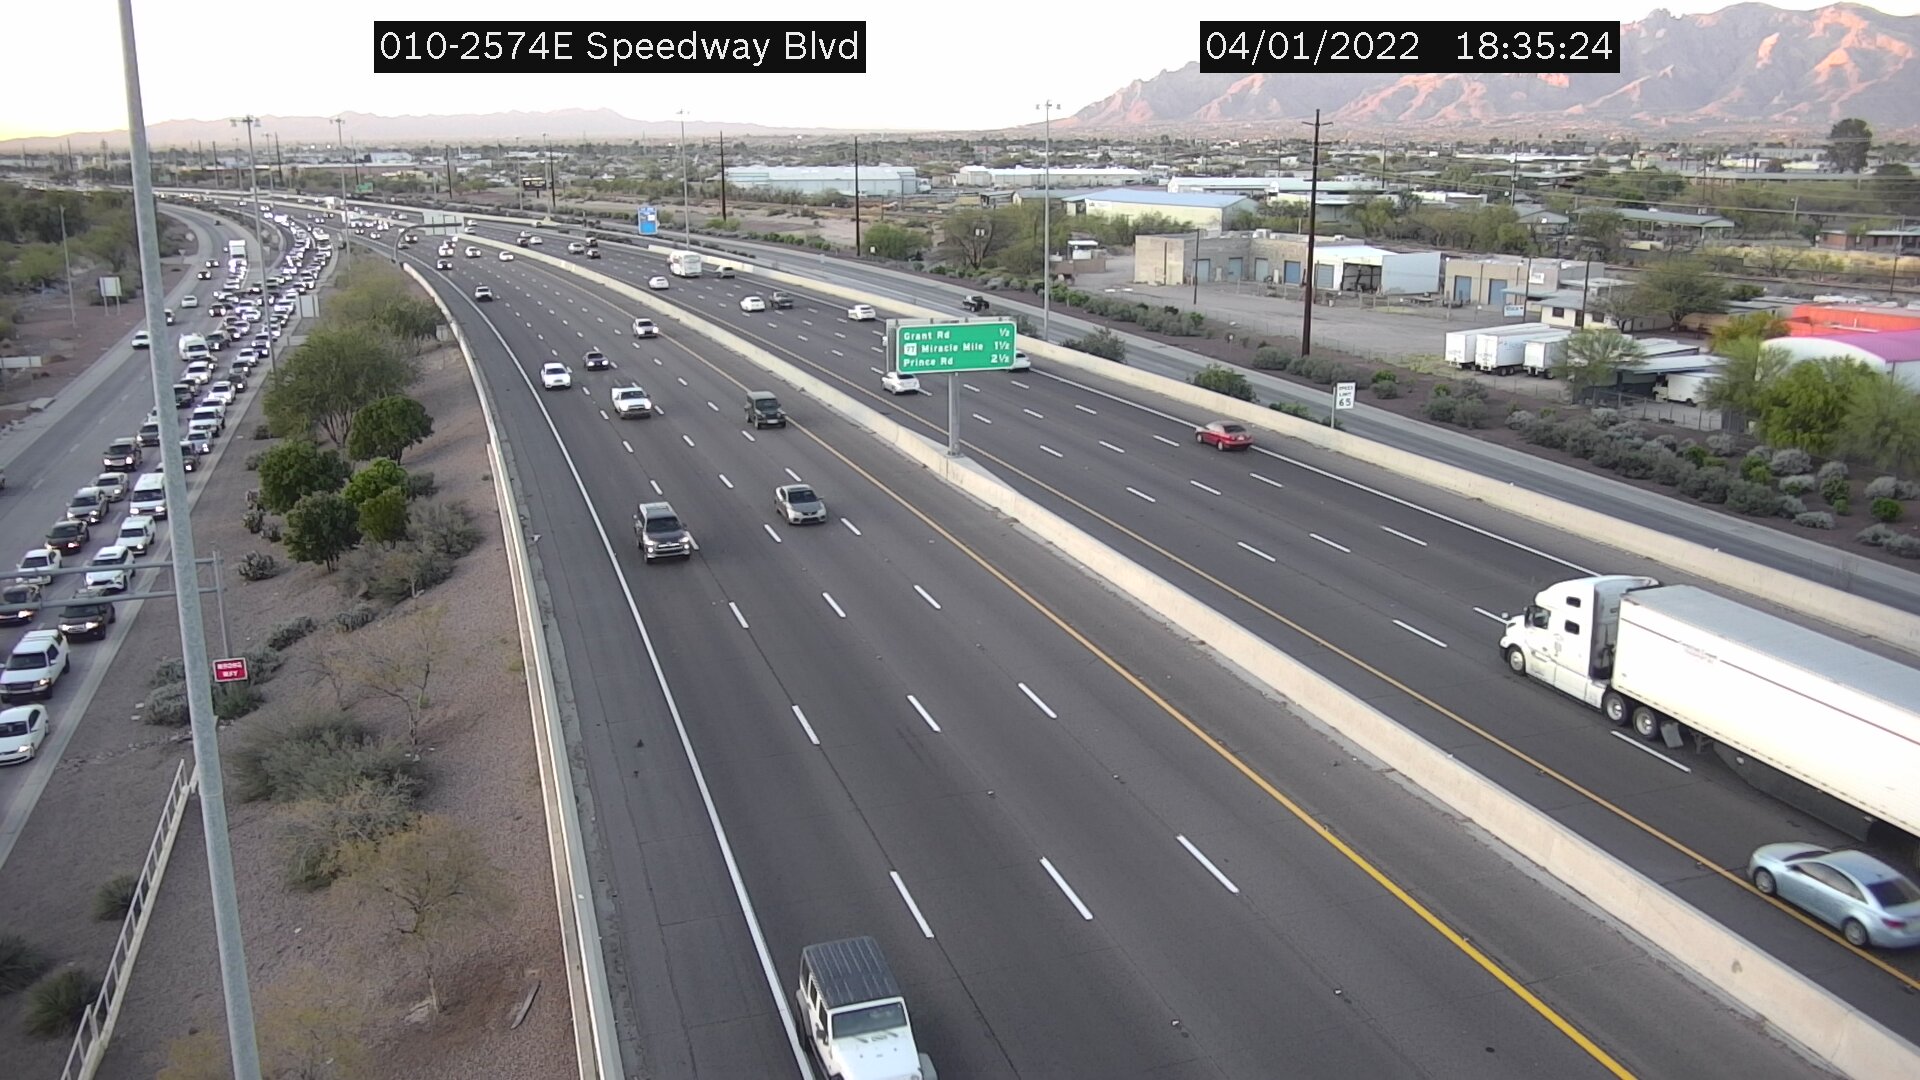 010-2574E Speedway Blvd
04/01/2022 18:35:24
Grant Rd ½
77 Miracle Mile 1½
Prince Rd 2½
SPEED
LIMIT
65
WRONG
WAY